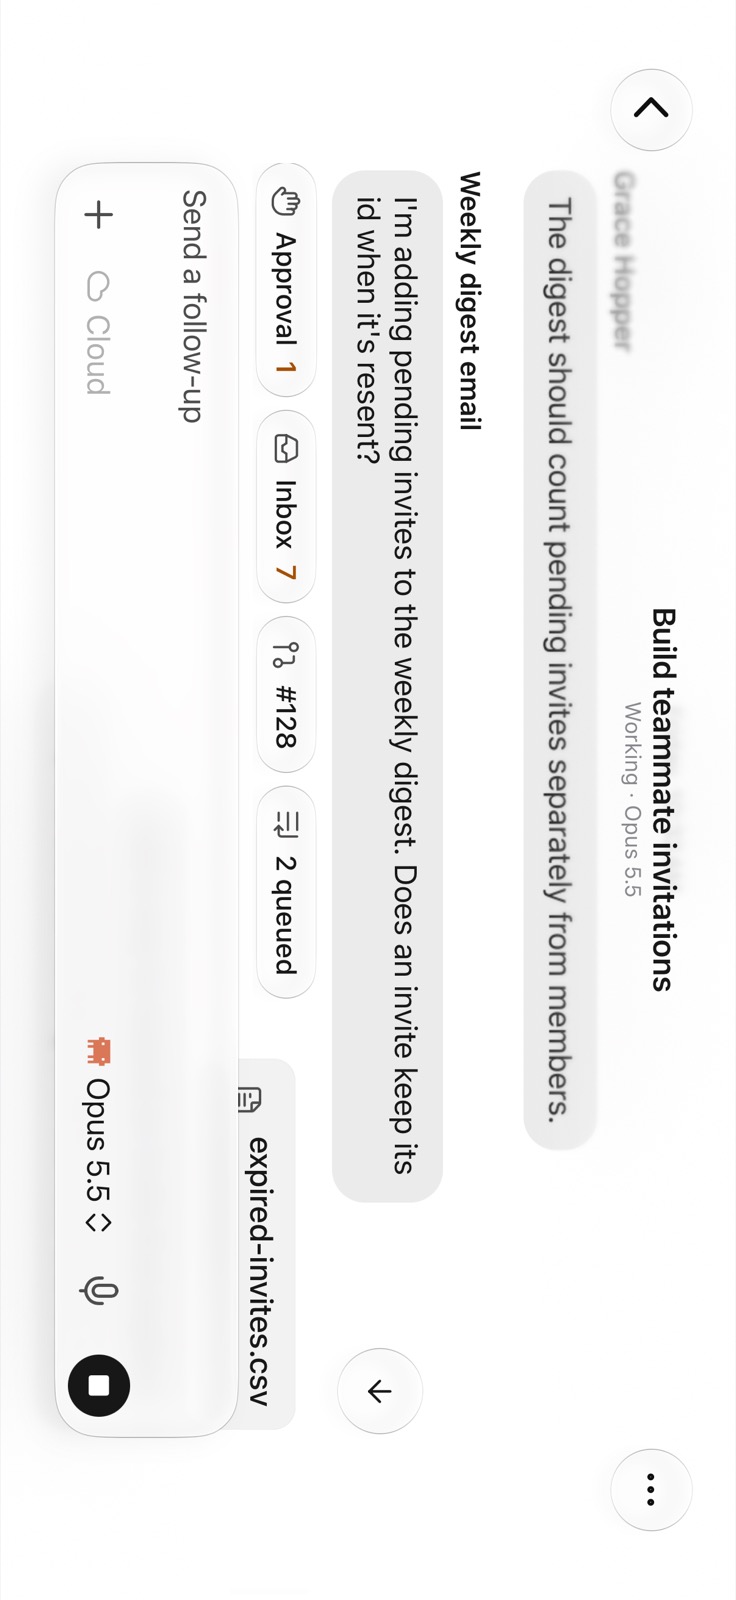 Build teammate invitations
Working · Opus 5.5
Grace Hopper
The digest should count pending invites separately from members.
Weekly digest email
I'm adding pending invites to the weekly digest. Does an invite keep its
id when it's resent?
Approval 1
Inbox 7
#128
2 queued
expired-invites.csv
Send a follow-up
Cloud
Opus 5.5